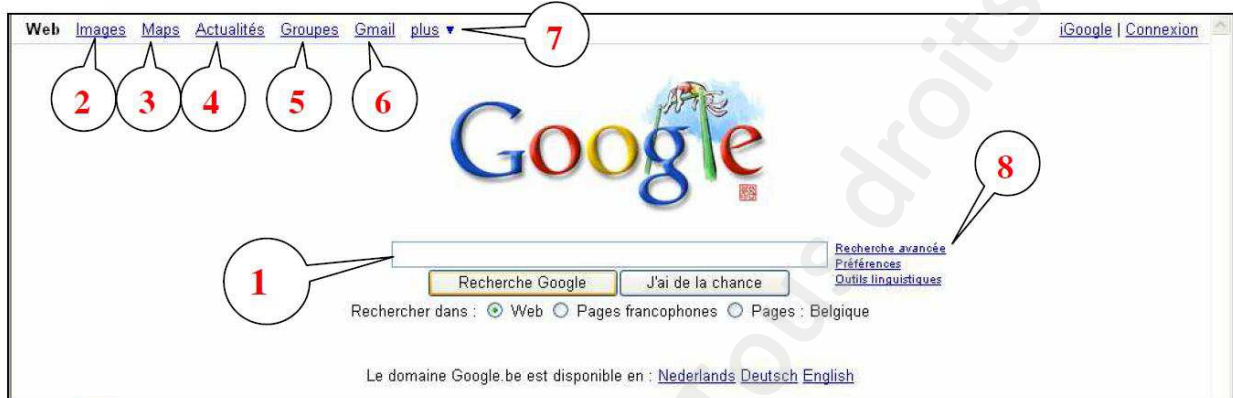 Web Images Maps Actualités Groupes Gmail plus ▼ iGoogle | Connexion
7
2 3 4 5 6
Google
8
Recherche avancée
Préférences
Outils linguistiques
1
Recherche Google J'ai de la chance
Rechercher dans : Web Pages francophones Pages : Belgique
Le domaine Google.be est disponible en : Nederlands Deutsch English
Tous droits